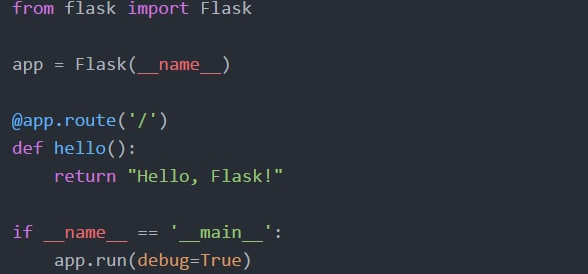 from flask import Flask
app = Flask(__name__)
@app.route('/')
def hello():
    return "Hello, Flask!"
if __name__ == '__main__':
    app.run(debug=True)